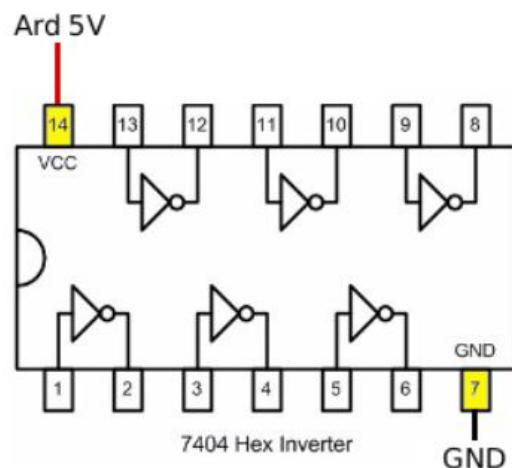 Ard 5V
14 13 12 11 10 9 8
VCC
GND
1 2 3 4 5 6 7
7404 Hex Inverter
GND